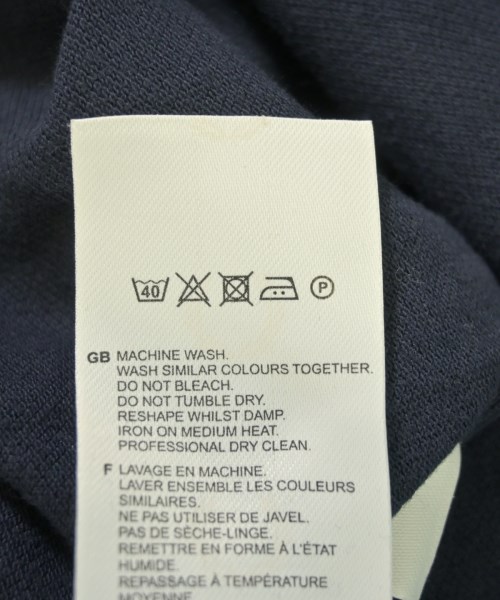 40 P
GB MACHINE WASH.
WASH SIMILAR COLOURS TOGETHER.
DO NOT BLEACH.
DO NOT TUMBLE DRY.
RESHAPE WHILST DAMP.
IRON ON MEDIUM HEAT.
PROFESSIONAL DRY CLEAN.
F LAVAGE EN MACHINE.
LAVER ENSEMBLE LES COULEURS
SIMILAIRES.
NE PAS UTILISER DE JAVEL.
PAS DE SÈCHE-LINGE.
REMETTRE EN FORME À L'ÉTAT
HUMIDE.
REPASSAGE À TEMPÉRATURE
MOYENNE.